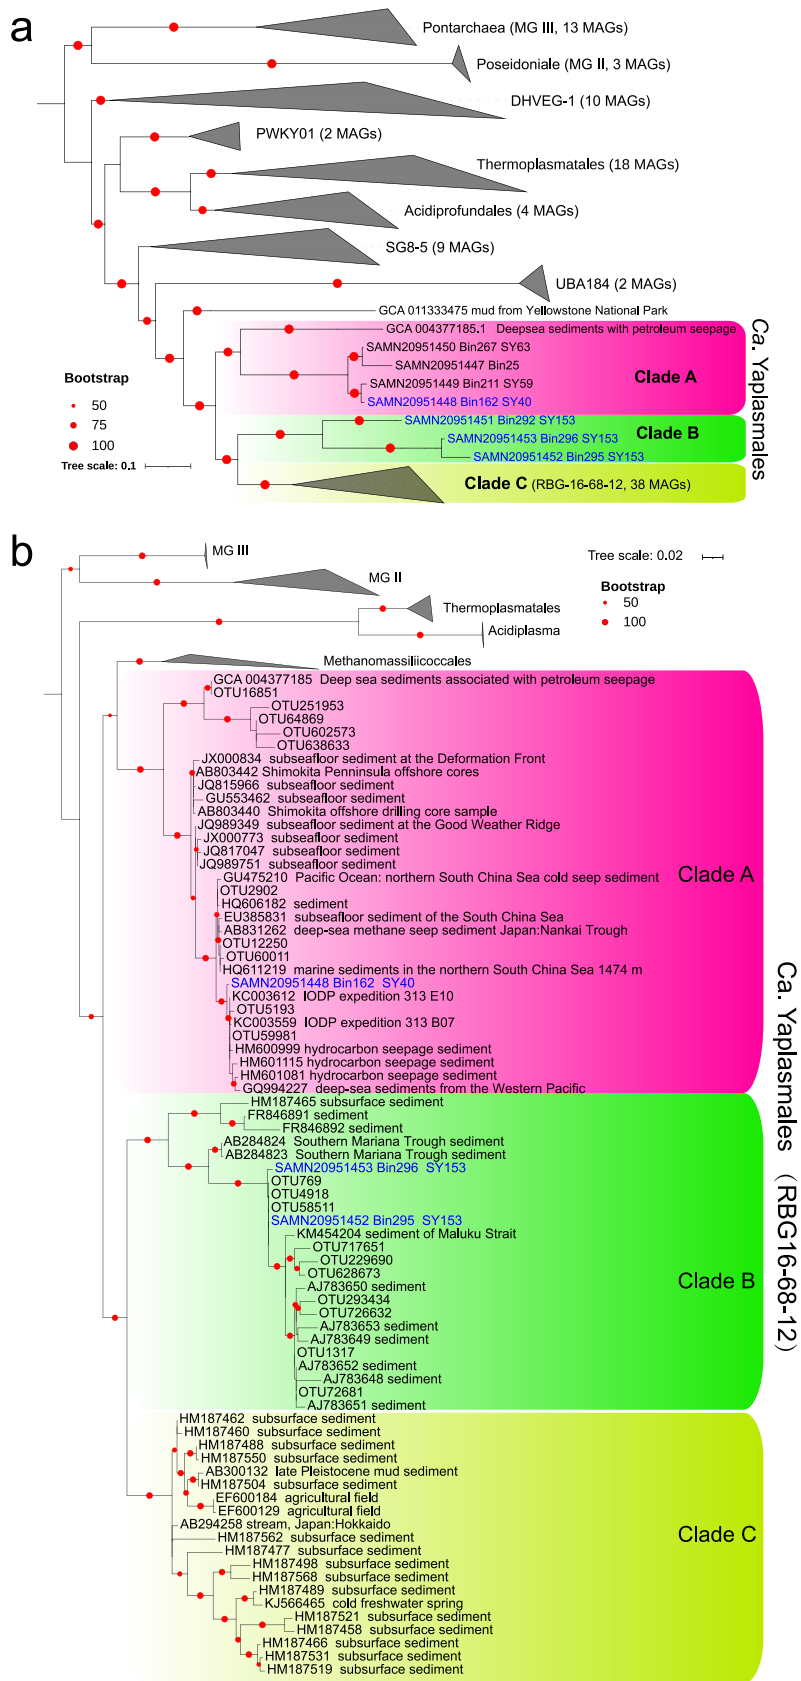 a
Pontarchaea (MG III, 13 MAGs)
Poseidoniale (MG II, 3 MAGs)
DHVEG-1 (10 MAGs)
PWKY01 (2 MAGs)
Thermoplasmatales (18 MAGs)
Acidiprofundales (4 MAGs)
SG8-5 (9 MAGs)
UBA184 (2 MAGs)
GCA 011333475 mud from Yellowstone National Park
GCA 004377185.1 Deepsea sediments with petroleum seepage
SAMN20951450 Bin267 SY63
SAMN20951447 Bin25
SAMN20951449 Bin211 SY59
SAMN20951448 Bin162 SY40
Clade A
SAMN20951451 Bin292 SY153
SAMN20951453 Bin296 SY153
SAMN20951452 Bin295 SY153
Clade B
Clade C (RBG-16-68-12, 38 MAGs)
Ca. Yaplasmales
Bootstrap
50
75
100
Tree scale: 0.1
b
MG III
MG II
Thermoplasmatales
Acidiplasma
Methanomassiliicoccales
Tree scale: 0.02
Bootstrap
50
100
GCA 004377185 Deep sea sediments associated with petroleum seepage
OTU16851
OTU251953
OTU64869
OTU602573
OTU638633
JX000834 subseafloor sediment at the Deformation Front
AB803442 Shimokita Penninsula offshore cores
JQ815966 subseafloor sediment
GU553462 subseafloor sediment
AB803440 Shimokita offshore drilling core sample
JQ989349 subseafloor sediment at the Good Weather Ridge
JX000773 subseafloor sediment
JQ817047 subseafloor sediment
JQ989751 subseafloor sediment
GU475210 Pacific Ocean: northern South China Sea cold seep sediment
OTU2902
HQ606182 sediment
EU385831 subseafloor sediment of the South China Sea
AB831262 deep-sea methane seep sediment Japan:Nankai Trough
OTU12250
OTU60011
HQ611219 marine sediments in the northern South China Sea 1474 m
SAMN20951448 Bin162 SY40
KC003612 IODP expedition 313 E10
OTU5193
KC003559 IODP expedition 313 B07
OTU59981
HM600999 hydrocarbon seepage sediment
HM601115 hydrocarbon seepage sediment
HM601081 hydrocarbon seepage sediment
GQ994227 deep-sea sediments from the Western Pacific
Clade A
HM187465 subsurface sediment
FR846891 sediment
FR846892 sediment
AB284824 Southern Mariana Trough sediment
AB284823 Southern Mariana Trough sediment
SAMN20951453 Bin296 SY153
OTU769
OTU4918
OTU58511
SAMN20951452 Bin295 SY153
KM454204 sediment of Maluku Strait
OTU717651
OTU229690
OTU628673
AJ783650 sediment
OTU293434
OTU726632
AJ783653 sediment
AJ783649 sediment
OTU1317
AJ783652 sediment
AJ783648 sediment
OTU72681
AJ783651 sediment
Clade B
HM187462 subsurface sediment
HM187460 subsurface sediment
HM187488 subsurface sediment
HM187550 subsurface sediment
AB300132 late Pleistocene mud sediment
HM187504 subsurface sediment
EF600184 agricultural field
EF600129 agricultural field
AB294258 stream, Japan:Hokkaido
HM187562 subsurface sediment
HM187477 subsurface sediment
HM187498 subsurface sediment
HM187568 subsurface sediment
HM187489 subsurface sediment
KJ566465 cold freshwater spring
HM187521 subsurface sediment
HM187458 subsurface sediment
HM187466 subsurface sediment
HM187531 subsurface sediment
HM187519 subsurface sediment
Clade C
Ca. Yaplasmales （RBG16-68-12）